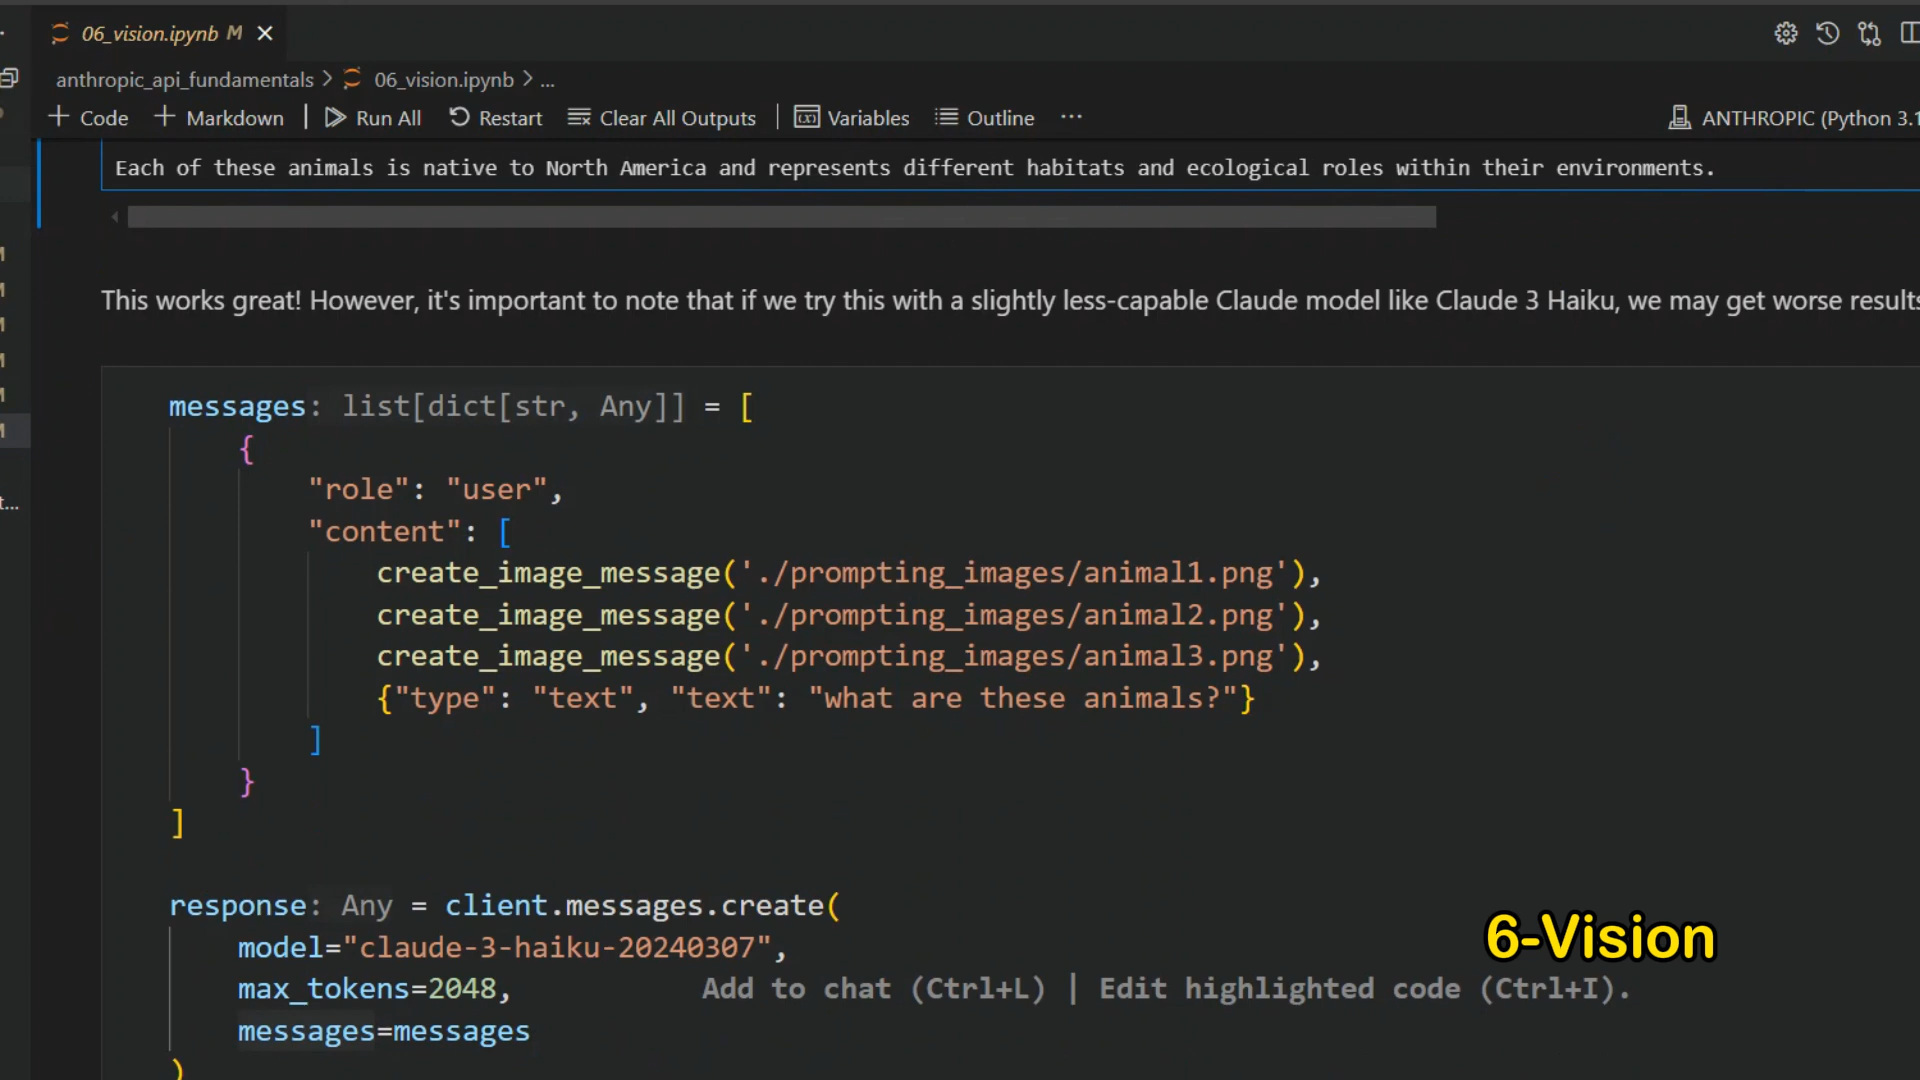 06_vision.ipynb M
anthropic_api_fundamentals > 06_vision.ipynb > ...
+ Code + Markdown | Run All Restart Clear All Outputs | Variables Outline ...
ANTHROPIC (Python 3.1
Each of these animals is native to North America and represents different habitats and ecological roles within their environments.
This works great! However, it's important to note that if we try this with a slightly less-capable Claude model like Claude 3 Haiku, we may get worse results
messages: list[dict[str, Any]] = [
{
"role": "user",
"content": [
create_image_message('./prompting_images/animal1.png'),
create_image_message('./prompting_images/animal2.png'),
create_image_message('./prompting_images/animal3.png'),
{"type": "text", "text": "what are these animals?"}
]
}
]
response: Any = client.messages.create(
model="claude-3-haiku-20240307",
max_tokens=2048, Add to chat (Ctrl+L) | Edit highlighted code (Ctrl+I).
messages=messages
)
6-Vision